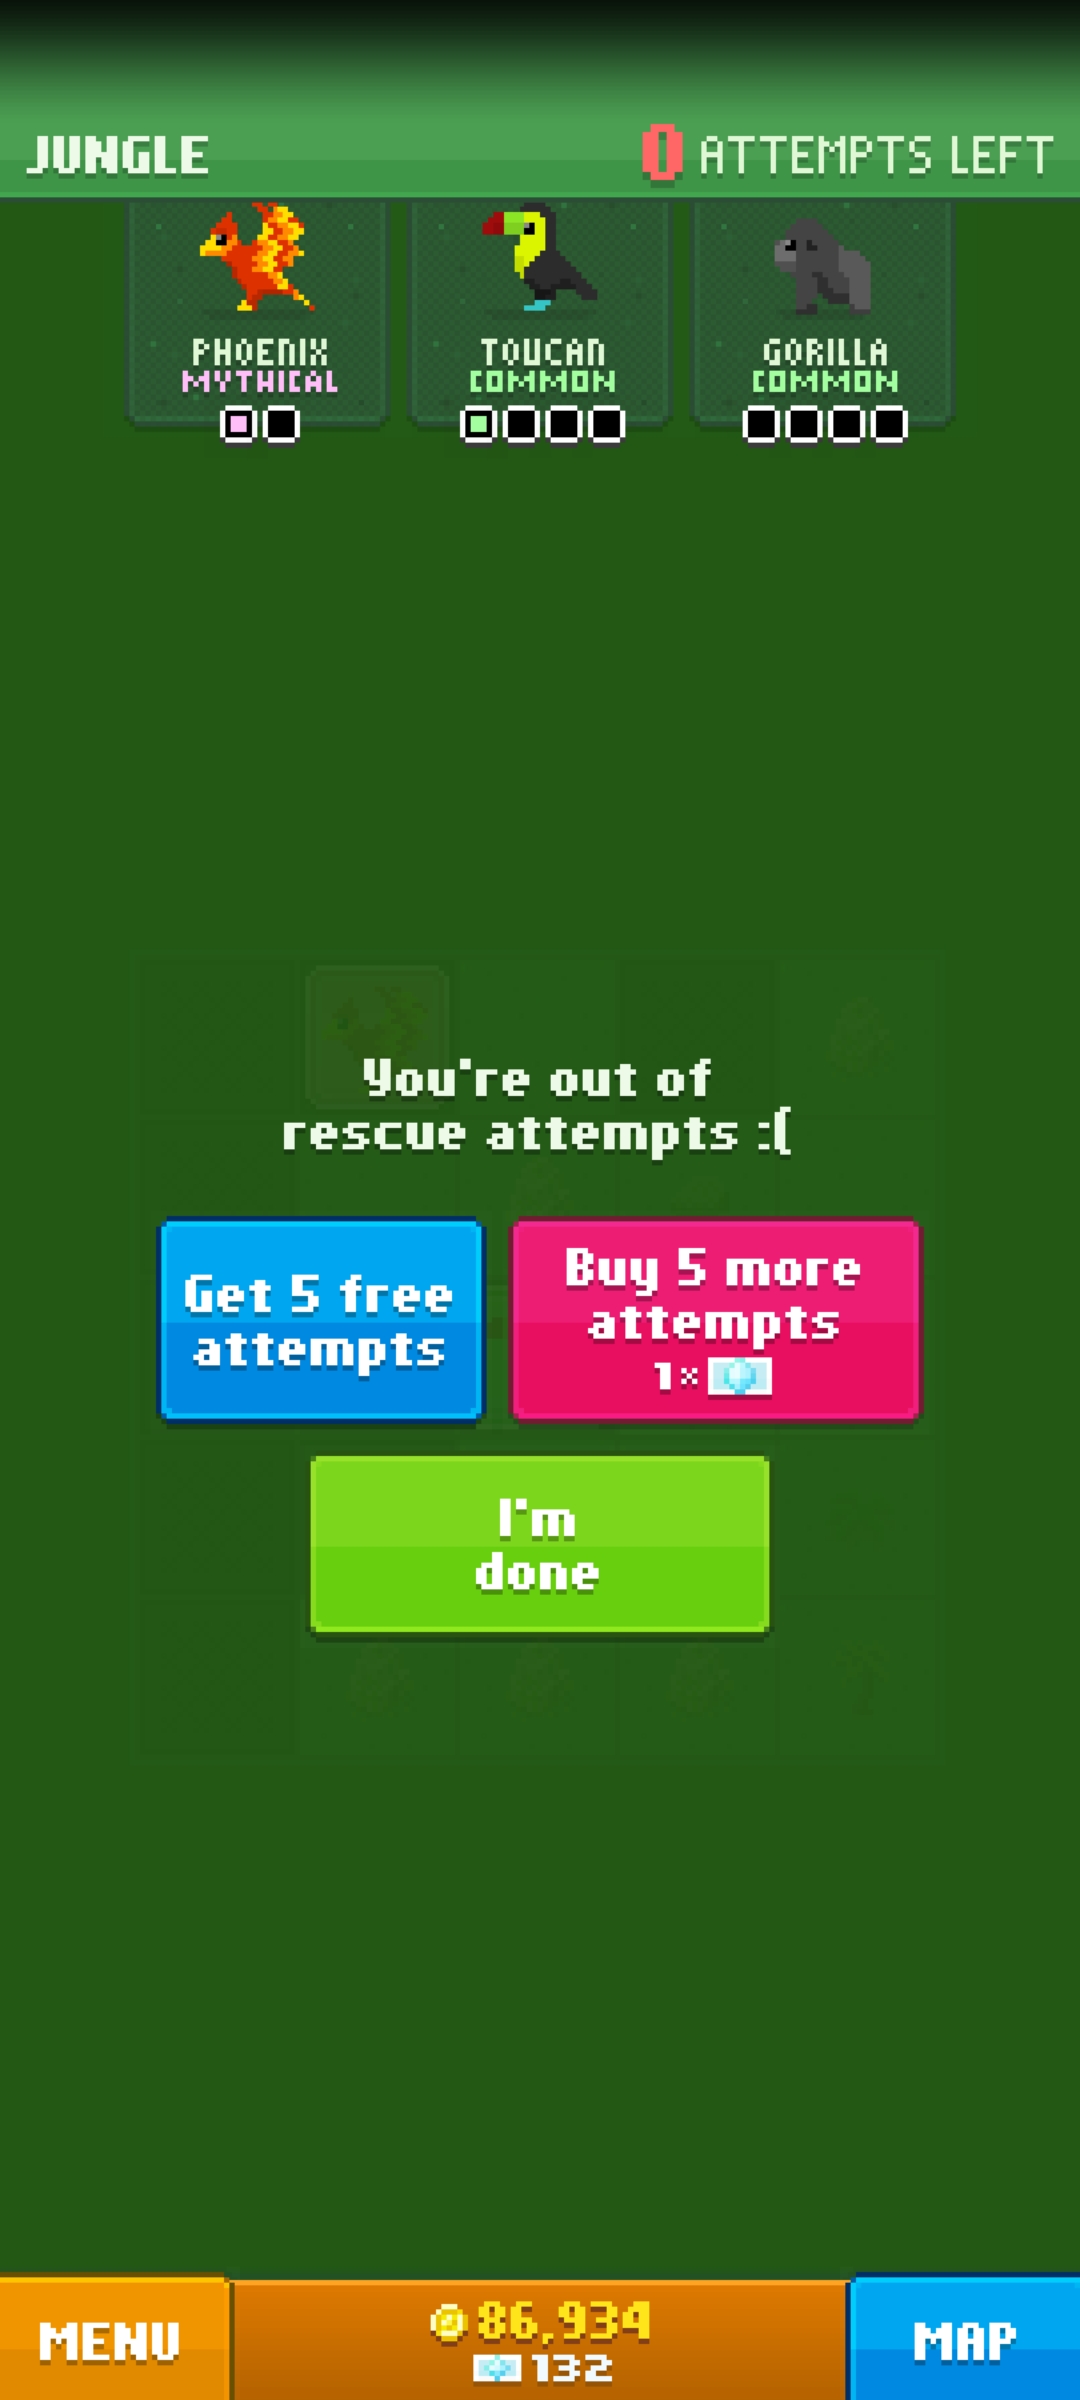 JUNGLE
0 ATTEMPTS LEFT
PHOENIX
MYTHICAL
TOUCAN
COMMON
GORILLA
COMMON
You're out of
rescue attempts :(
Get 5 free
attempts
Buy 5 more
attempts
1×
I'm
done
MENU
86,934
132
MAP